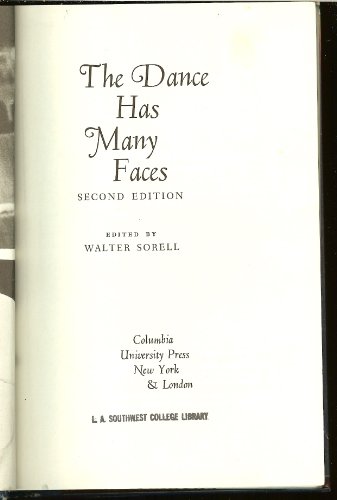 The Dance
Has
Many
Faces
SECOND EDITION
EDITED BY
WALTER SORELL
Columbia
University Press
New York
& London
L. A. SOUTHWEST COLLEGE LIBRARY